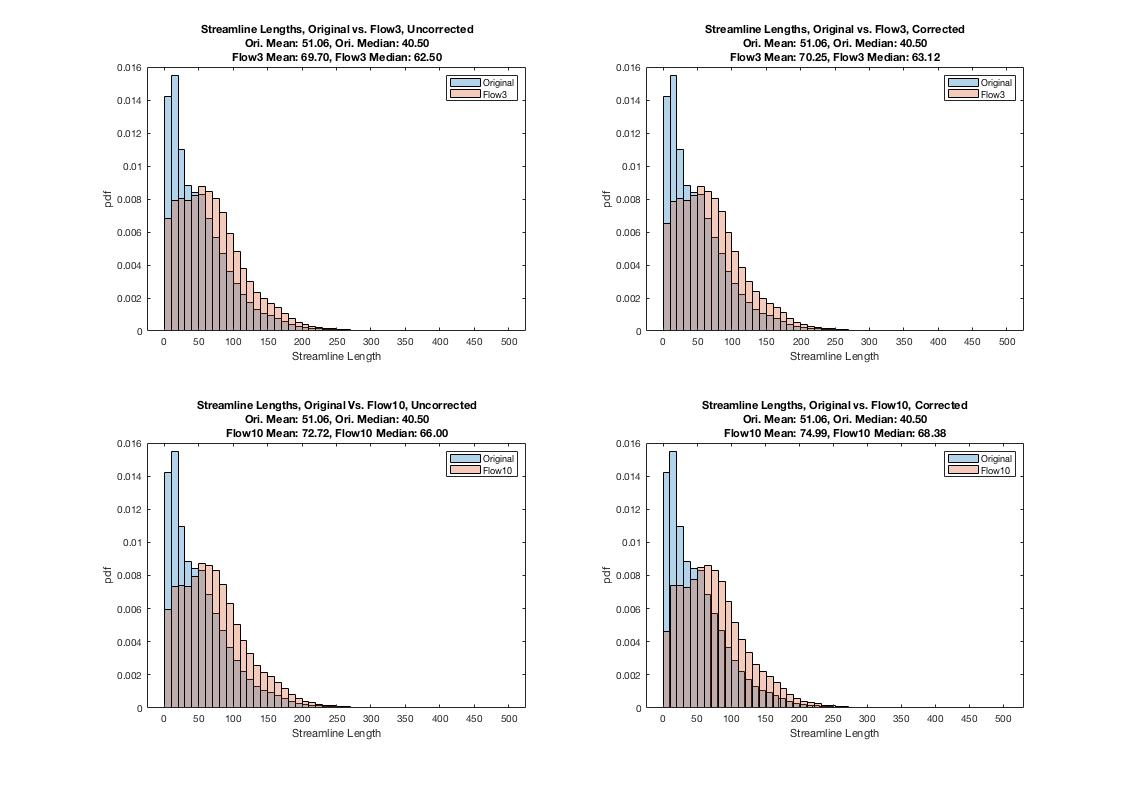 Streamline Lengths, Original vs. Flow3, Uncorrected
Ori. Mean: 51.06, Ori. Median: 40.50
Flow3 Mean: 69.70, Flow3 Median: 62.50
0.016
0.014
0.012
0.01
0.008
0.006
0.004
0.002
0
pdf
Original
Flow3
0 50 100 150 200 250 300 350 400 450 500
Streamline Length
Streamline Lengths, Original vs. Flow3, Corrected
Ori. Mean: 51.06, Ori. Median: 40.50
Flow3 Mean: 70.25, Flow3 Median: 63.12
0.016
0.014
0.012
0.01
0.008
0.006
0.004
0.002
0
pdf
Original
Flow3
0 50 100 150 200 250 300 350 400 450 500
Streamline Length
Streamline Lengths, Original Vs. Flow10, Uncorrected
Ori. Mean: 51.06, Ori. Median: 40.50
Flow10 Mean: 72.72, Flow10 Median: 66.00
0.016
0.014
0.012
0.01
0.008
0.006
0.004
0.002
0
pdf
Original
Flow10
0 50 100 150 200 250 300 350 400 450 500
Streamline Length
Streamline Lengths, Original vs. Flow10, Corrected
Ori. Mean: 51.06, Ori. Median: 40.50
Flow10 Mean: 74.99, Flow10 Median: 68.38
0.016
0.014
0.012
0.01
0.008
0.006
0.004
0.002
0
pdf
Original
Flow10
0 50 100 150 200 250 300 350 400 450 500
Streamline Length